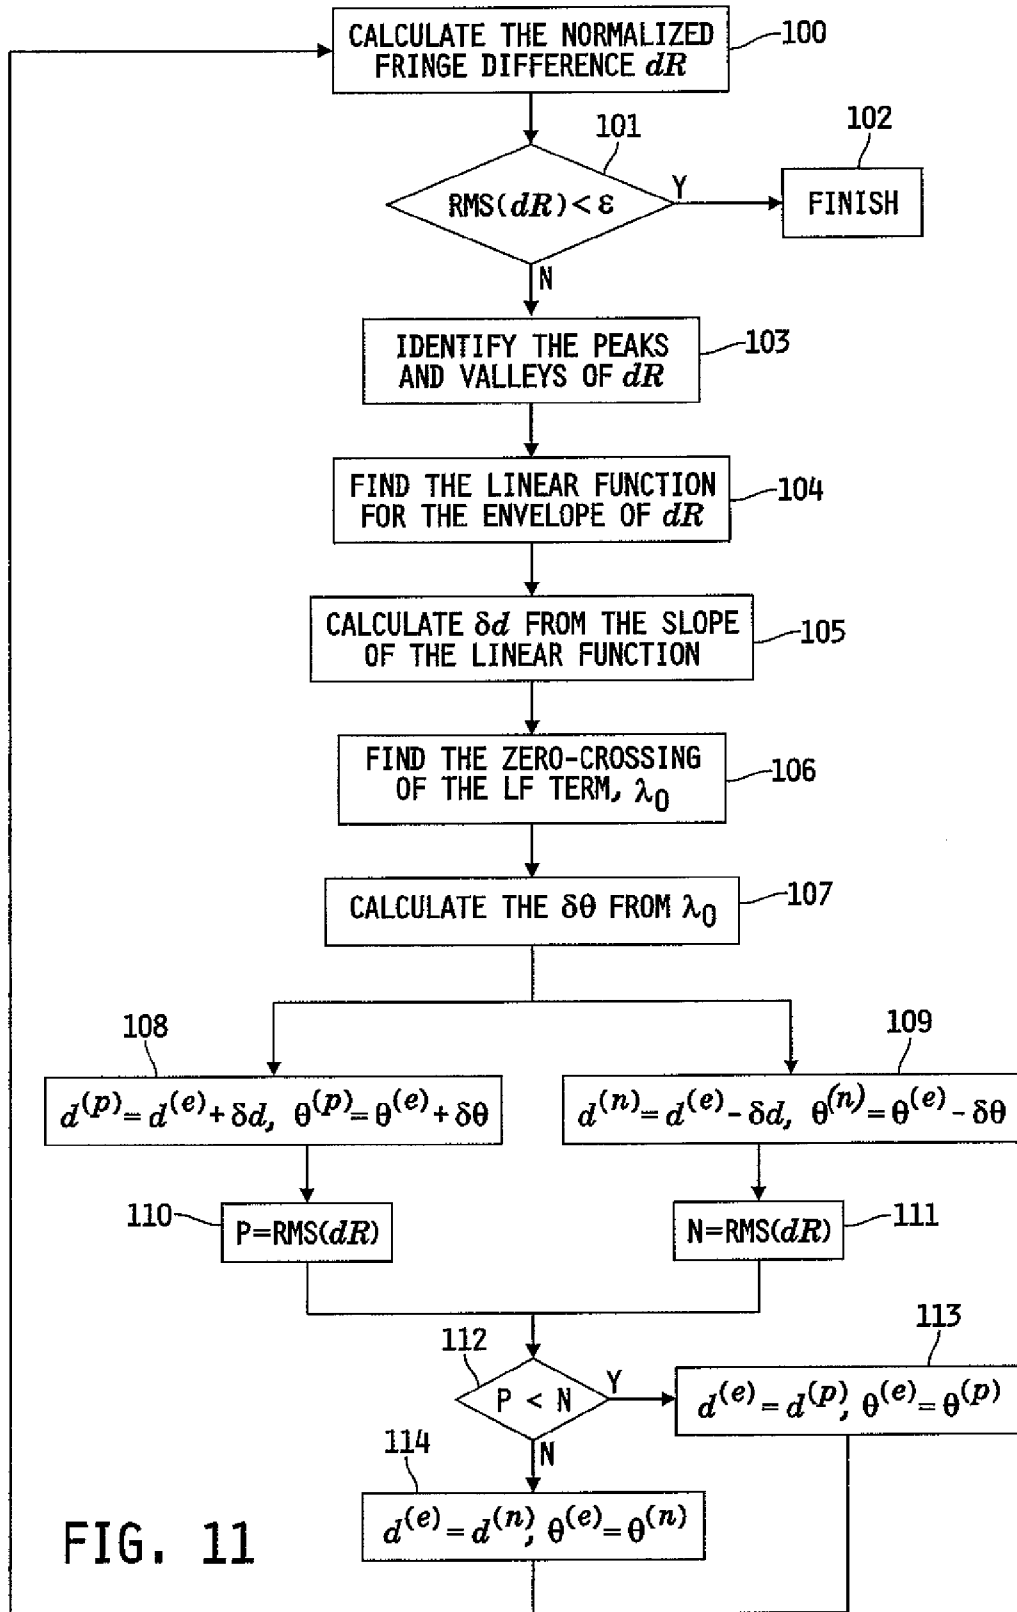 CALCULATE THE NORMALIZED
FRINGE DIFFERENCE dR
100
101
RMS(dR)<ε
Y
102
FINISH
N
IDENTIFY THE PEAKS
AND VALLEYS OF dR
103
FIND THE LINEAR FUNCTION
FOR THE ENVELOPE OF dR
104
CALCULATE δd FROM THE SLOPE
OF THE LINEAR FUNCTION
105
FIND THE ZERO-CROSSING
OF THE LF TERM, λ0
106
CALCULATE THE δθ FROM λ0
107
108
d(p)=d(e)+δd, θ(p)=θ(e)+δθ
109
d(n)=d(e)-δd, θ(n)=θ(e)-δθ
110
P=RMS(dR)
N=RMS(dR)
111
112
P < N
Y
113
d(e)=d(p), θ(e)=θ(p)
N
114
d(e)=d(n), θ(e)=θ(n)
FIG. 11